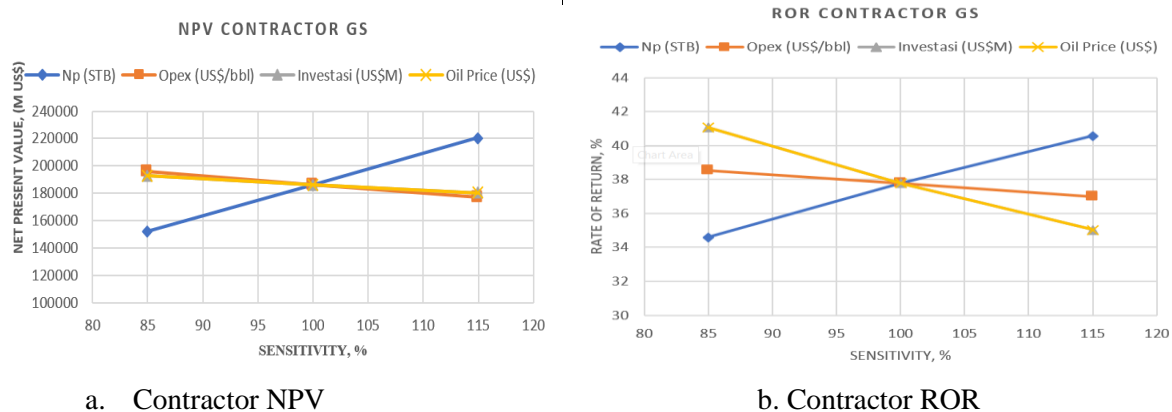 NPV CONTRACTOR GS
Np (STB) Opex (US$/bbl) Investasi (US$M) Oil Price (US$)
NET PRESENT VALUE, (M US$)
240000
220000
200000
180000
160000
140000
120000
100000
80 85 90 95 100 105 110 115 120
SENSITIVITY, %
a. Contractor NPV
ROR CONTRACTOR GS
Np (STB) Opex (US$/bbl) Investasi (US$M) Oil Price (US$)
RATE OF RETURN, %
44
42
40
38
36
34
32
30
Chart Area
80 85 90 95 100 105 110 115 120
SENSITIVITY, %
b. Contractor ROR